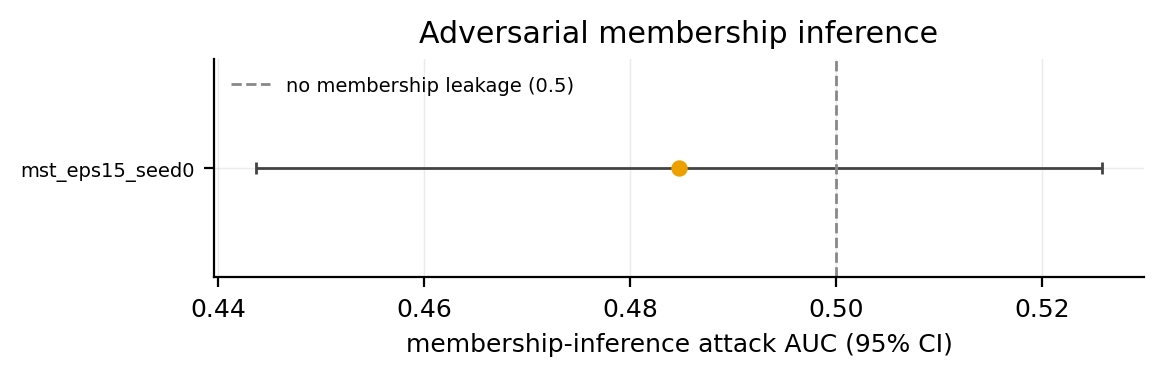 Adversarial membership inference
no membership leakage (0.5)
mst_eps15_seed0
0.44 0.46 0.48 0.50 0.52
membership-inference attack AUC (95% CI)